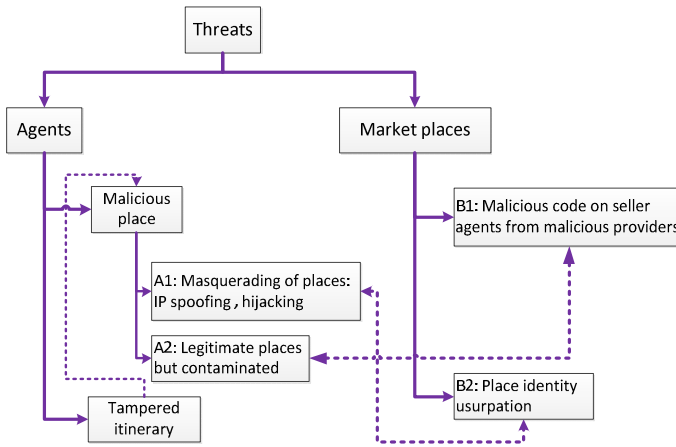 Threats
Agents
Market places
Malicious
place
B1: Malicious code on seller
agents from malicious providers
A1: Masquerading of places:
IP spoofing , hijacking
A2: Legitimate places
but contaminated
B2: Place identity
usurpation
Tampered
itinerary